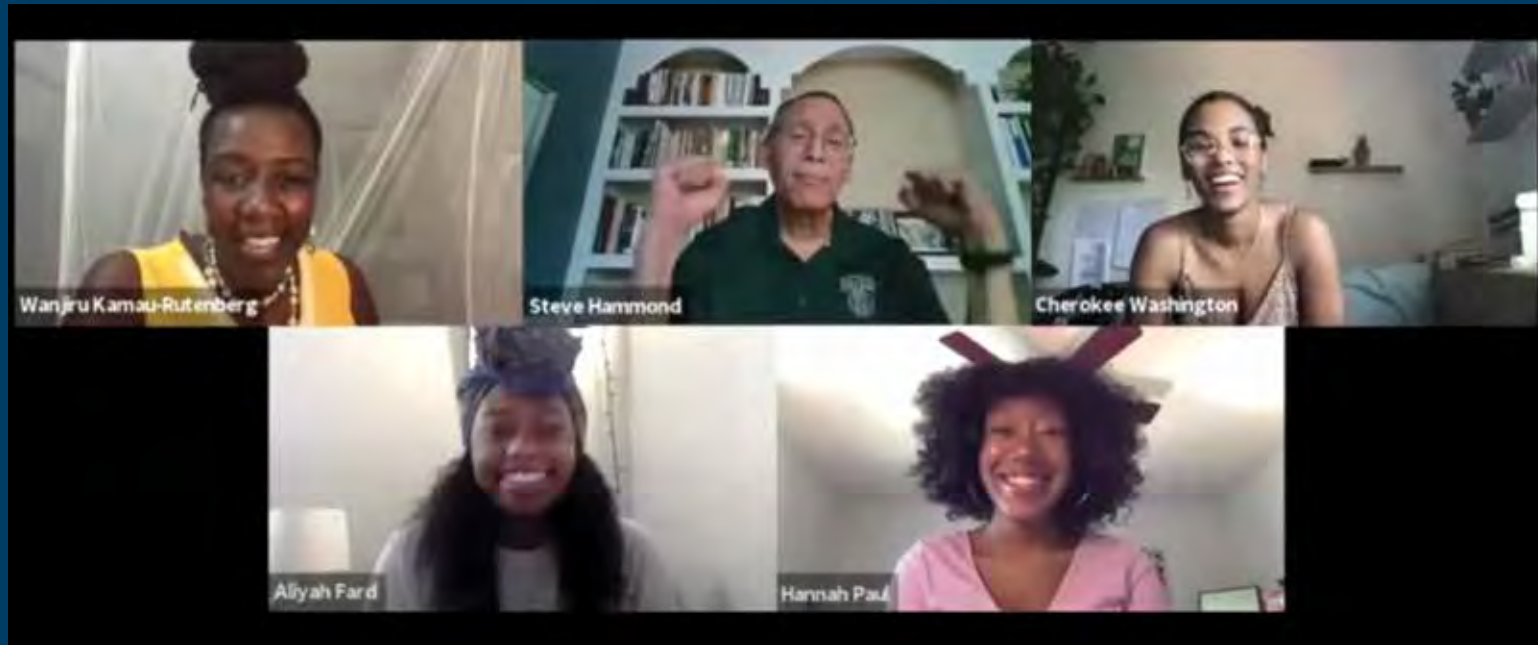 Wanjiru Kamau-Rutenberg
Steve Hammond
Cherokee Washington
Aliyah Fard
Hannah Paul